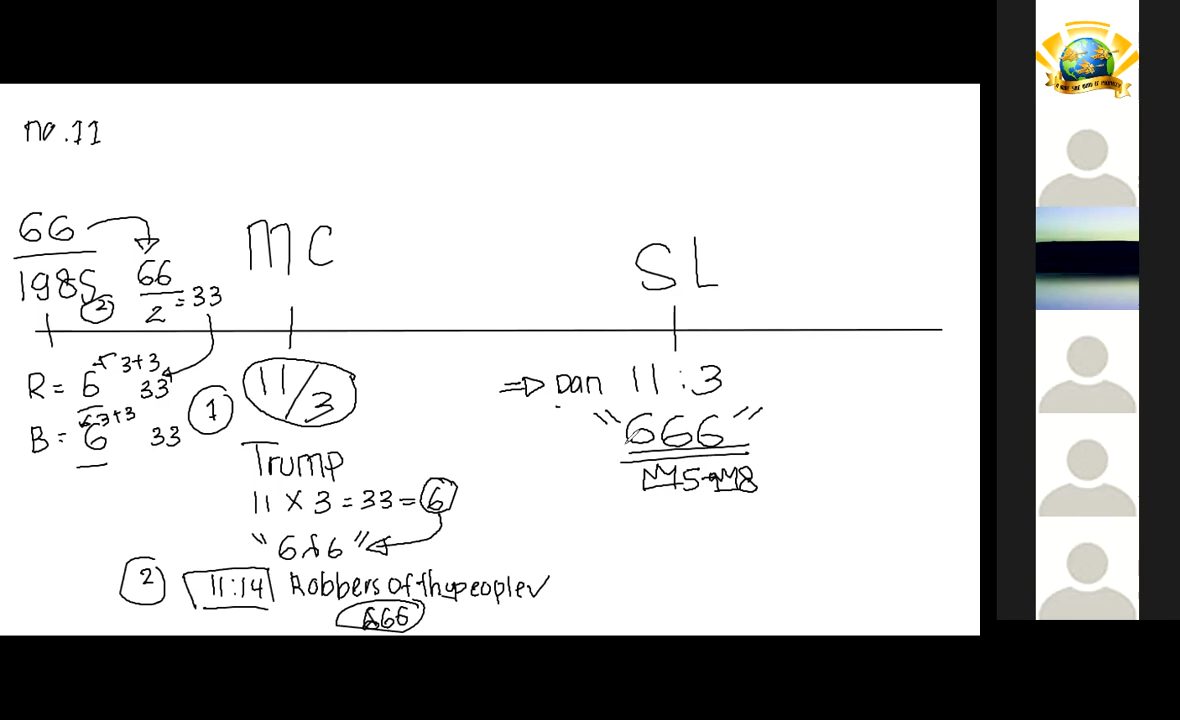 no.11
66
1985
2
66
2 = 33
MC
SL
R = 6 3+3 33
B = 6 3+3 33
1
11/3
Trump
11 X 3 = 33 = 6
"6 & 6"
2 11:14 Robbers of thy people
666
=> Dan 11:3
"666"